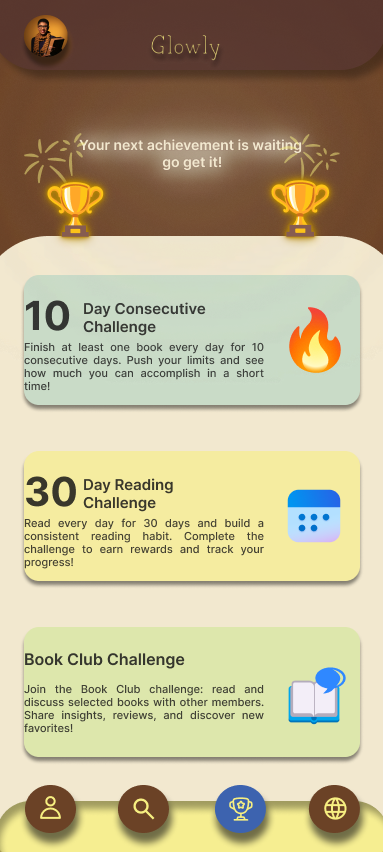 Glowly
Your next achievement is waiting
go get it!
10 Day Consecutive
Challenge
Finish at least one book every day for 10
consecutive days. Push your limits and see
how much you can accomplish in a short
time!
30 Day Reading
Challenge
Read every day for 30 days and build a
consistent reading habit. Complete the
challenge to earn rewards and track your
progress!
Book Club Challenge
Join the Book Club challenge: read and
discuss selected books with other members.
Share insights, reviews, and discover new
favorites!